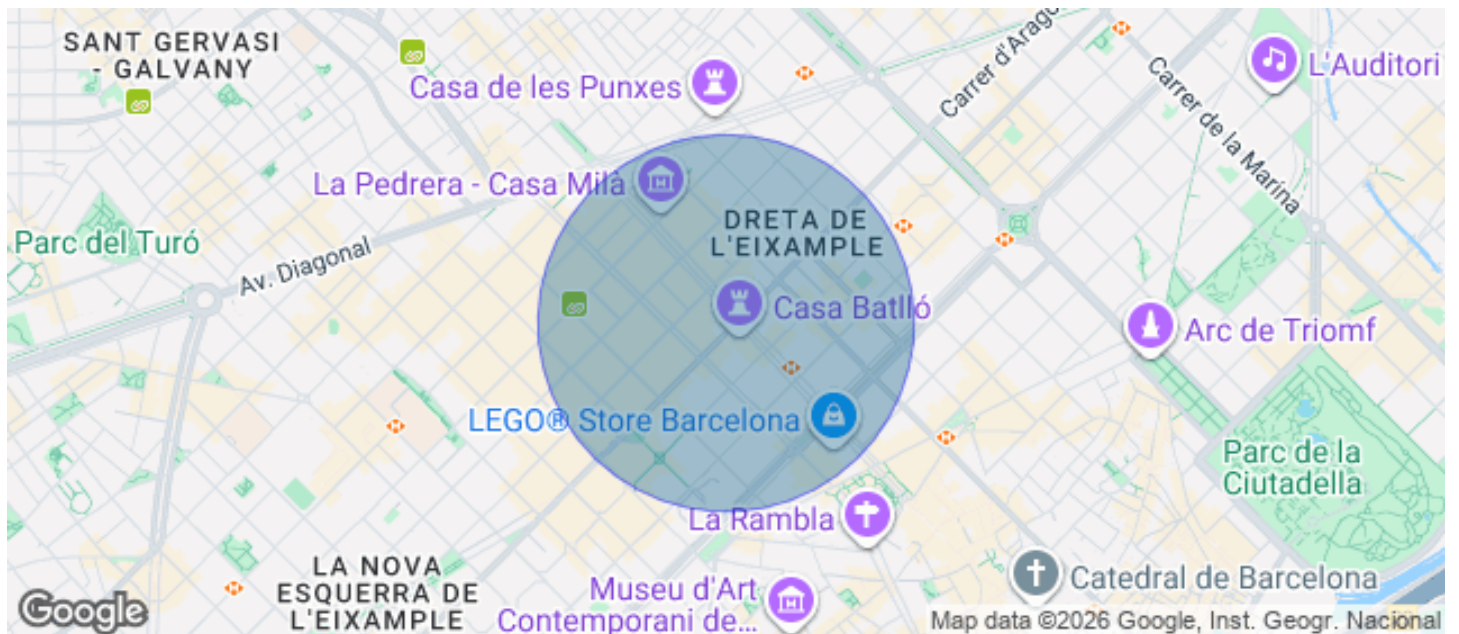 SANT GERVASI
- GALVANY
Casa de les Punxes
Carrer d'Arago
L'Auditori
Carrer de la Marina
La Pedrera - Casa Milà
DRETA DE
L'EIXAMPLE
Parc del Turó
Av. Diagonal
Casa Batlló
Arc de Triomf
LEGO® Store Barcelona
Parc de la
Ciutadella
La Rambla
LA NOVA
ESQUERRA DE
L'EIXAMPLE
Museu d'Art
Contemporani de...
Catedral de Barcelona
Google
Map data ©2026 Google, Inst. Geogr. Nacional